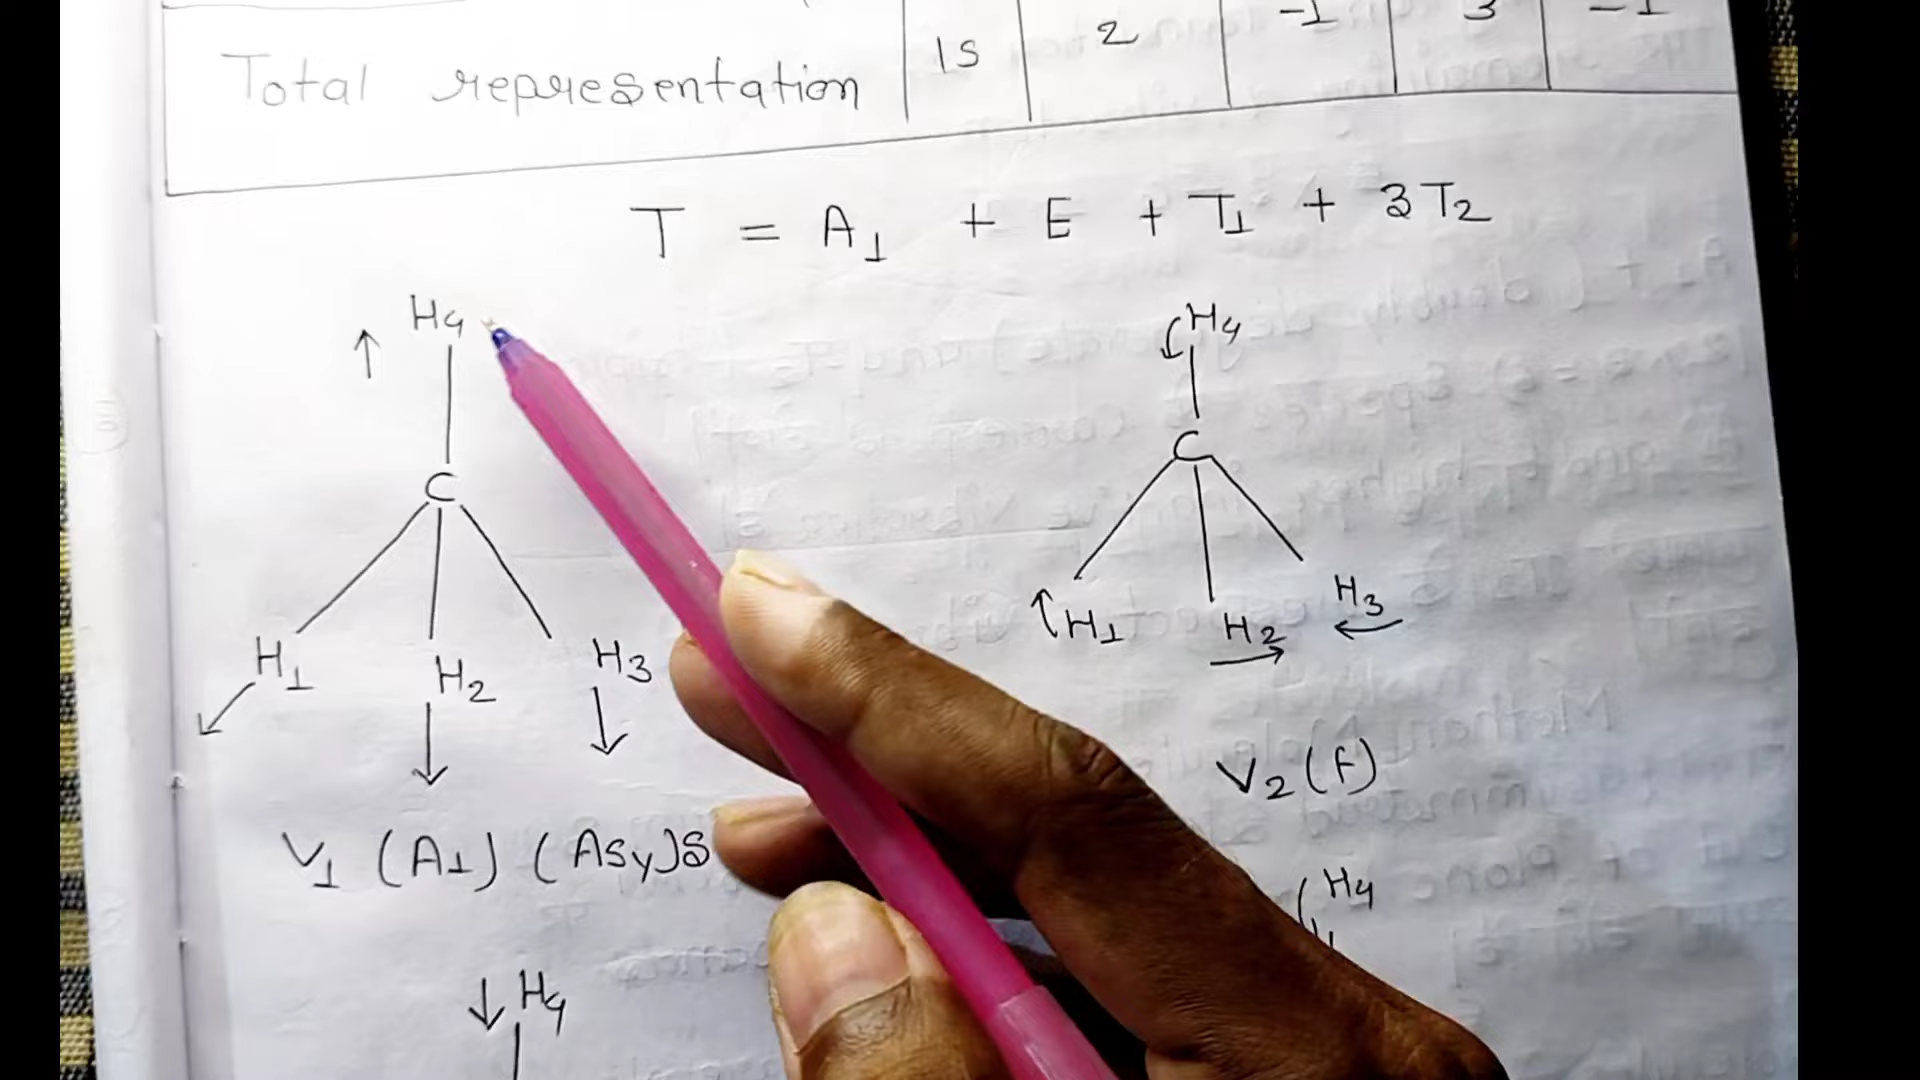 Total representation 15 2 -1 3 -1
T = A1 + E + T1 + 3T2
H4
H4
C
C
H1 H2 H3
H1 H2 H3
V1 (A1) (Asy)S
V2 (F)
H4
H4